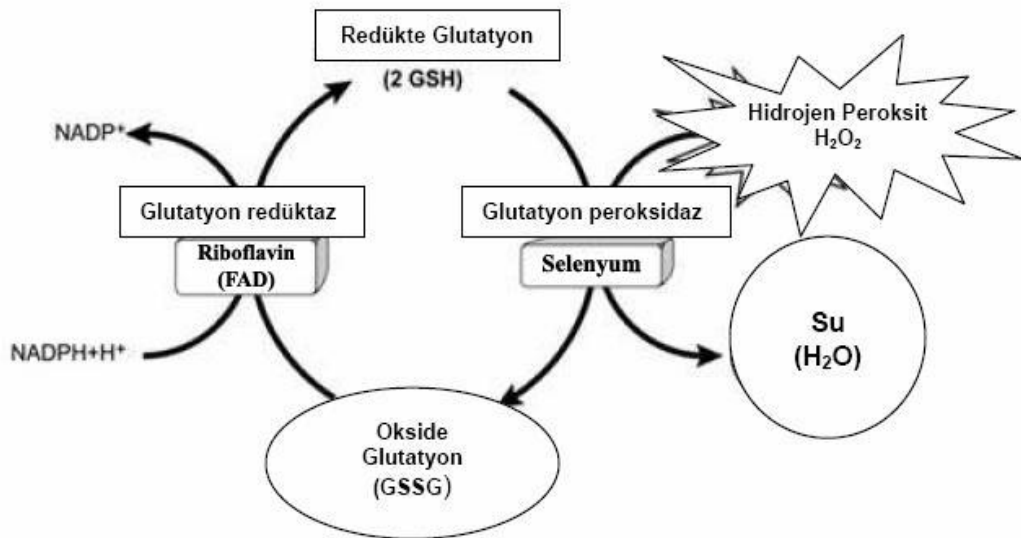 Redükte Glutatyon
(2 GSH)
Hidrojen Peroksit
H₂O₂
NADP⁺
Glutatyon redüktaz
Riboflavin
(FAD)
Glutatyon peroksidaz
Selenyum
Su
(H₂O)
NADPH+H⁺
Okside
Glutatyon
(GSSG)